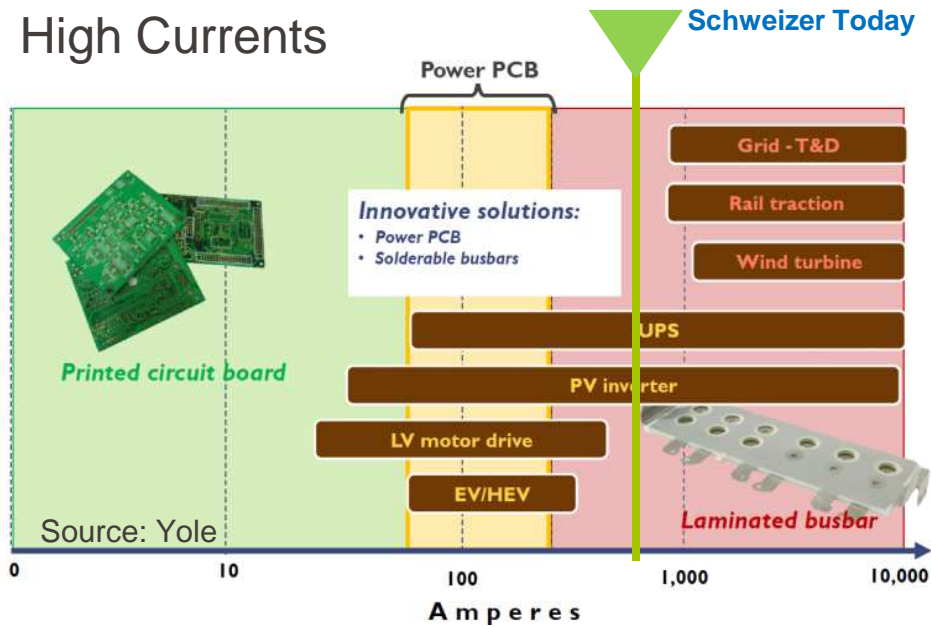 High Currents
Schweizer Today
Power PCB
Grid - T&D
Rail traction
Innovative solutions:
• Power PCB
• Solderable busbars
Wind turbine
UPS
Printed circuit board
PV inverter
LV motor drive
EV/HEV
Laminated busbar
Source: Yole
0 10 100 1,000 10,000
Amperes